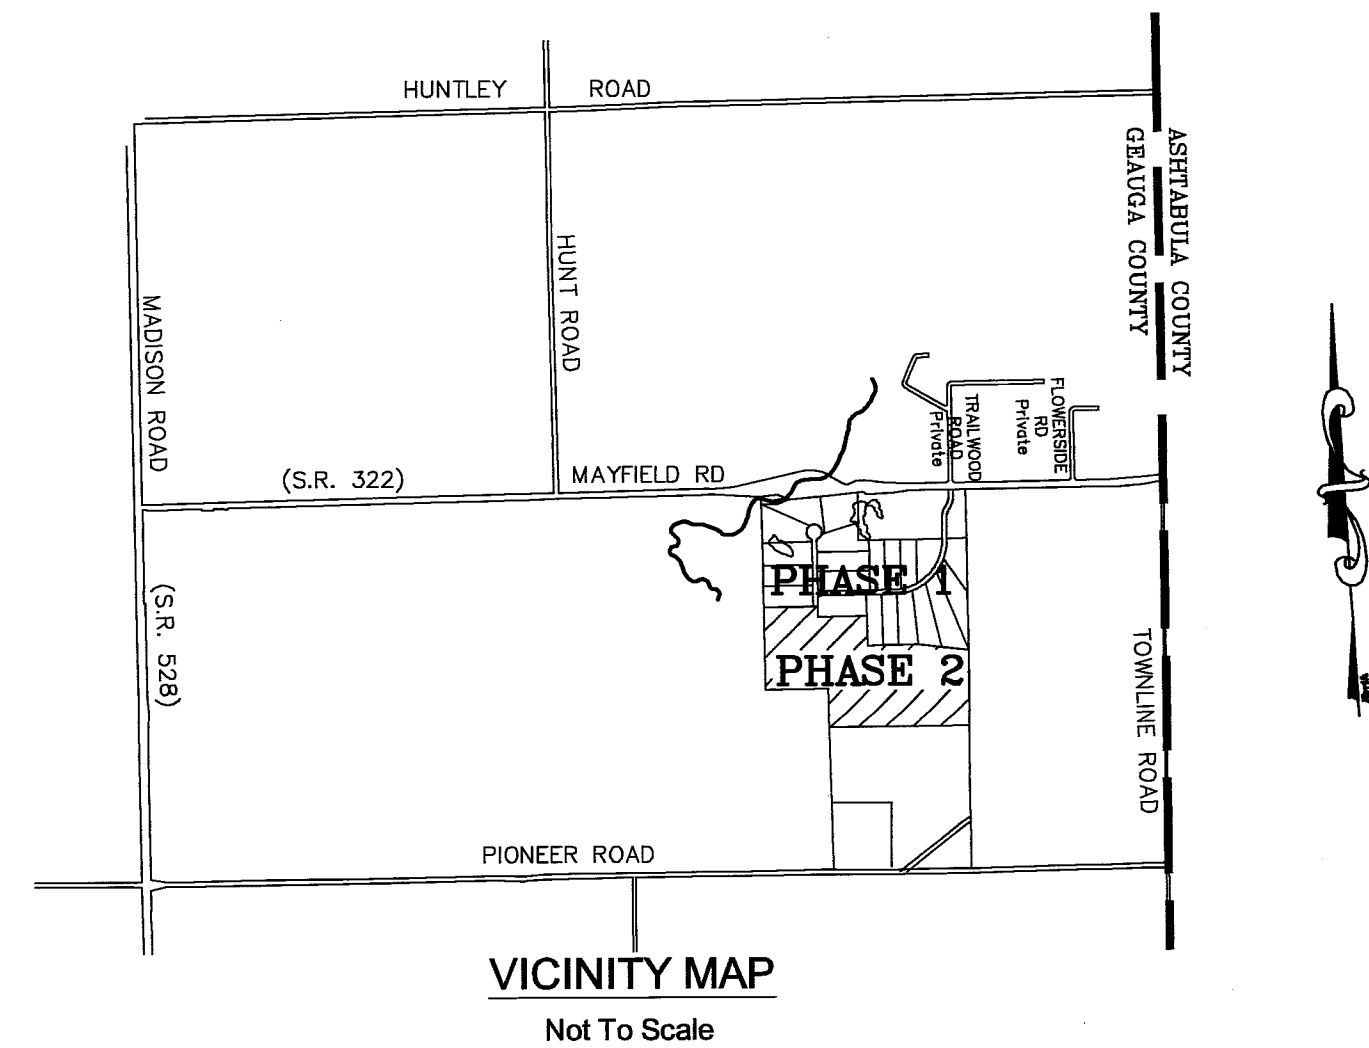 HUNTLEY ROAD
ASHTABULA COUNTY
GEAUGA COUNTY
HUNT ROAD
MADISON ROAD
FLOWERSIDE
RD
Private
TRAILWOOD
ROAD
Private
MAYFIELD RD
(S.R. 322)
PHASE 1
(S.R. 528)
PHASE 2
TOWNLINE ROAD
PIONEER ROAD
VICINITY MAP
Not To Scale